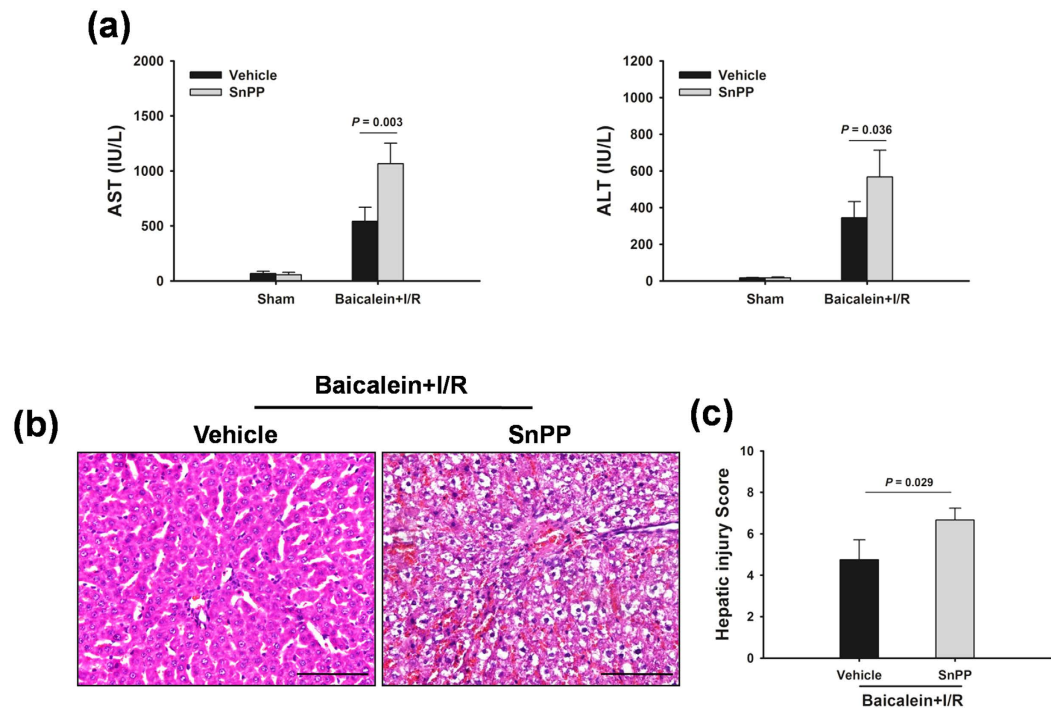 (a)
2000
1500
1000
500
0
AST (IU/L)
Vehicle
SnPP
P = 0.003
Sham
Baicalein+I/R
1200
1000
800
600
400
200
0
ALT (IU/L)
Vehicle
SnPP
P = 0.036
Sham
Baicalein+I/R
Baicalein+I/R
(b)
Vehicle
SnPP
(c)
10
8
6
4
2
0
Hepatic injury Score
P = 0.029
Vehicle
SnPP
Baicalein+I/R